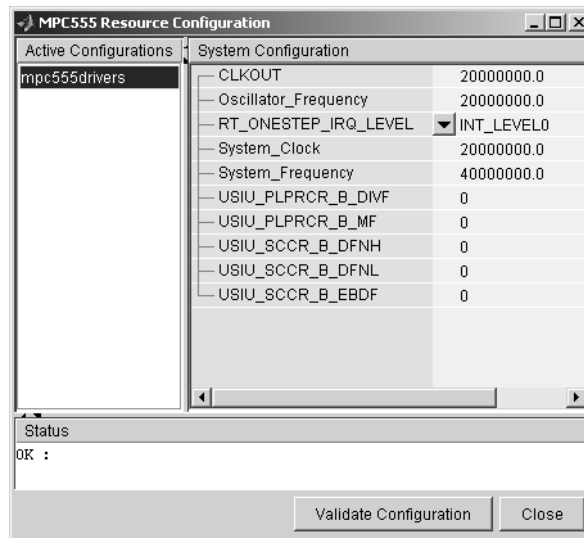 MPC555 Resource Configuration
Active Configurations
System Configuration
mpc555drivers
CLKOUT 20000000.0
Oscillator_Frequency 20000000.0
RT_ONESTEP_IRQ_LEVEL INT_LEVEL0
System_Clock 20000000.0
System_Frequency 40000000.0
USIU_PLPRCR_B_DIVF 0
USIU_PLPRCR_B_MF 0
USIU_SCCR_B_DFNH 0
USIU_SCCR_B_DFNL 0
USIU_SCCR_B_EBDF 0
Status
OK :
Validate Configuration Close